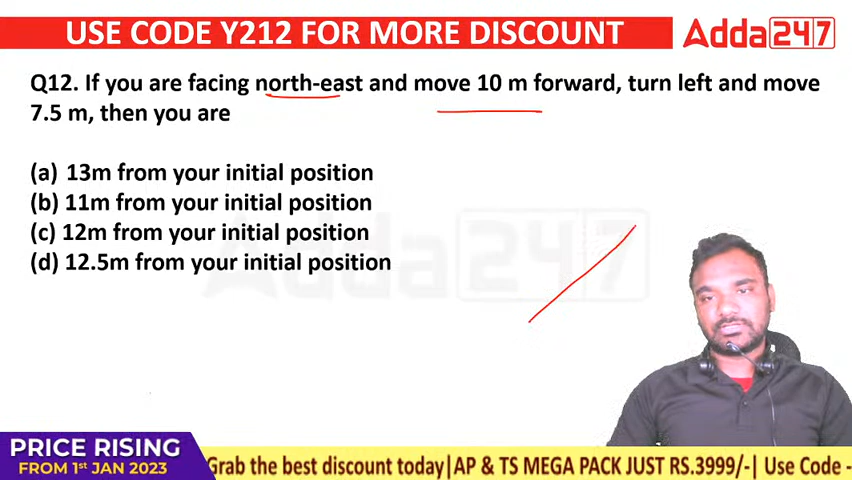 USE CODE Y212 FOR MORE DISCOUNT
Adda247
Q12. If you are facing north-east and move 10 m forward, turn left and move
7.5 m, then you are
(a) 13m from your initial position
(b) 11m from your initial position
(c) 12m from your initial position
(d) 12.5m from your initial position
Adda247
PRICE RISING
FROM 1st JAN 2023
Grab the best discount today|AP & TS MEGA PACK JUST RS.3999/-| Use Code -